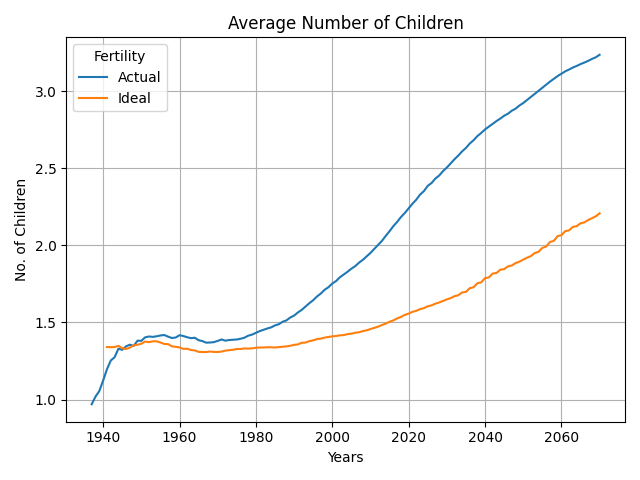 Average Number of Children
Fertility
Actual
Ideal
No. of Children
3.0
2.5
2.0
1.5
1.0
1940 1960 1980 2000 2020 2040 2060
Years